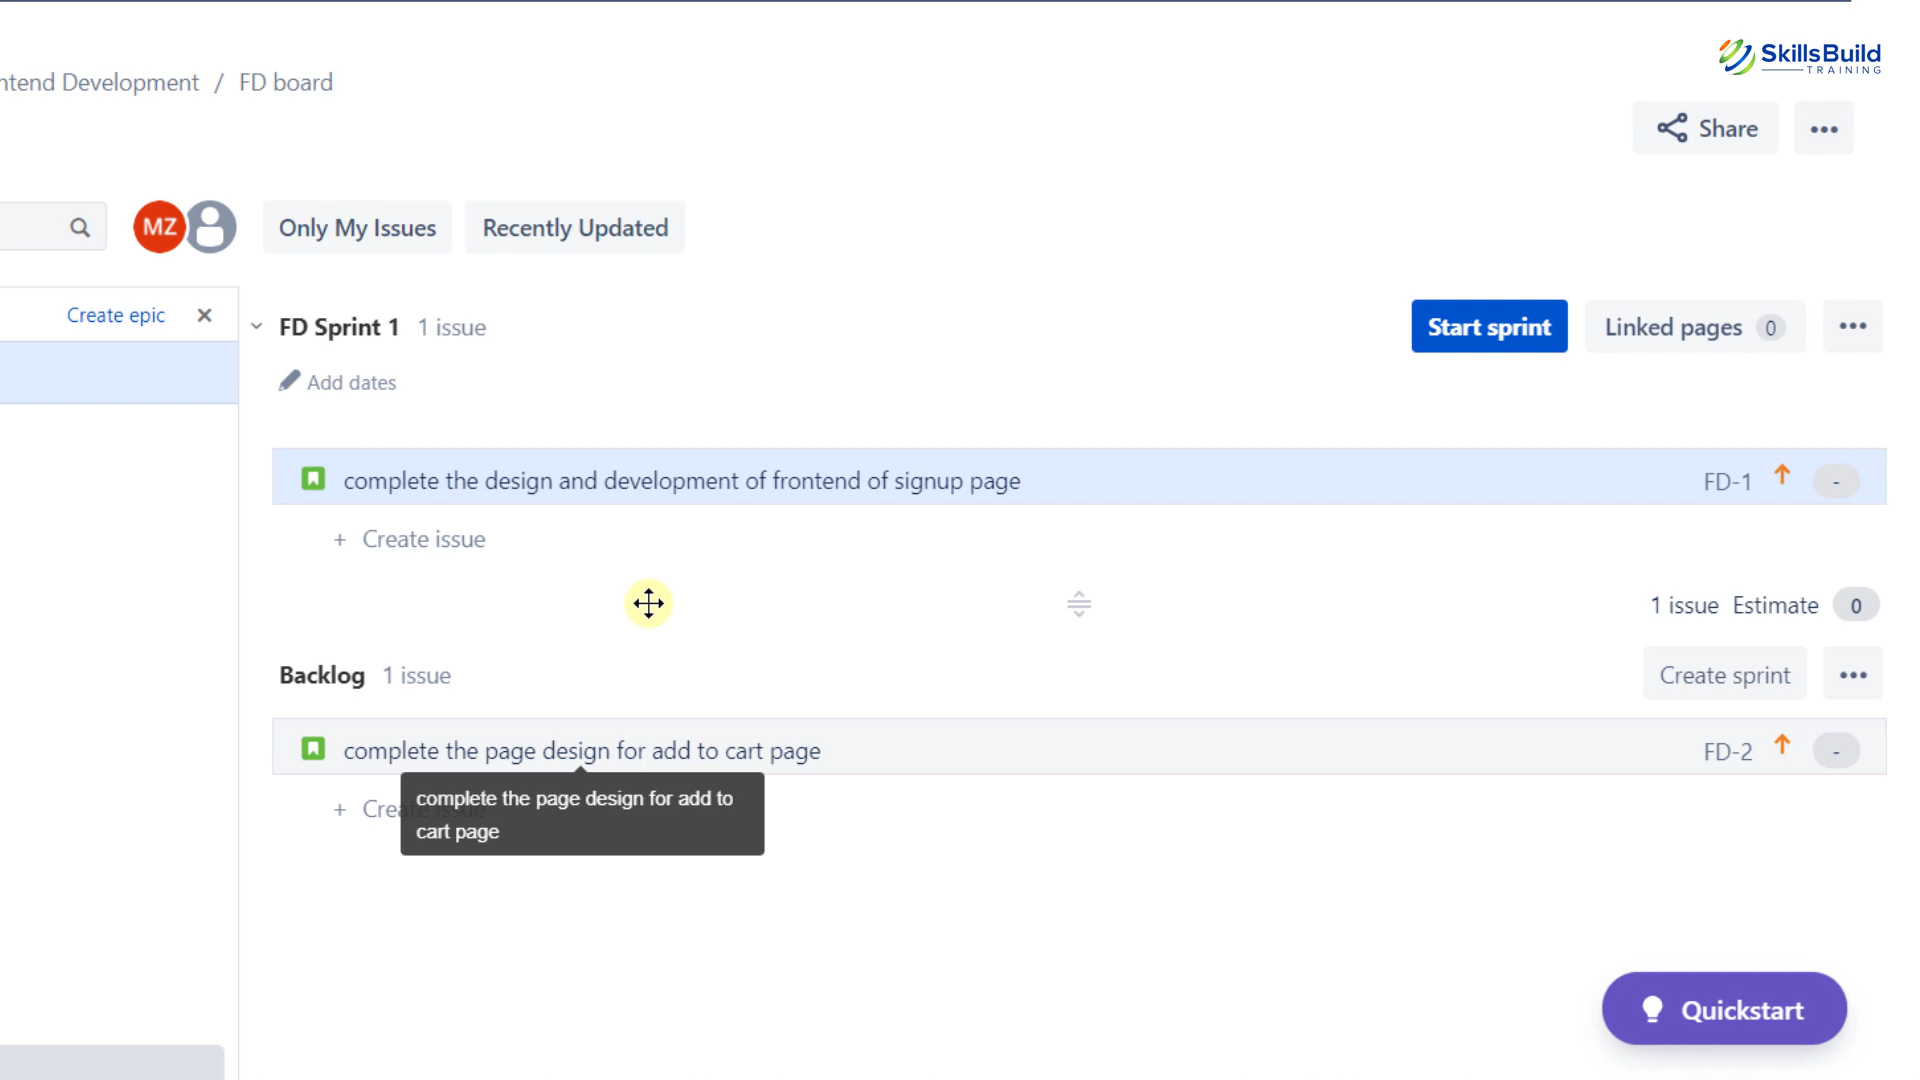 SkillsBuild
TRAINING
ntend Development / FD board
Share
MZ
Only My Issues
Recently Updated
Create epic
FD Sprint 1 1 issue
Start sprint
Linked pages 0
Add dates
complete the design and development of frontend of signup page
FD-1
-
+ Create issue
1 issue Estimate 0
Backlog 1 issue
Create sprint
complete the page design for add to cart page
FD-2
-
+ Create issue
complete the page design for add to
cart page
Quickstart